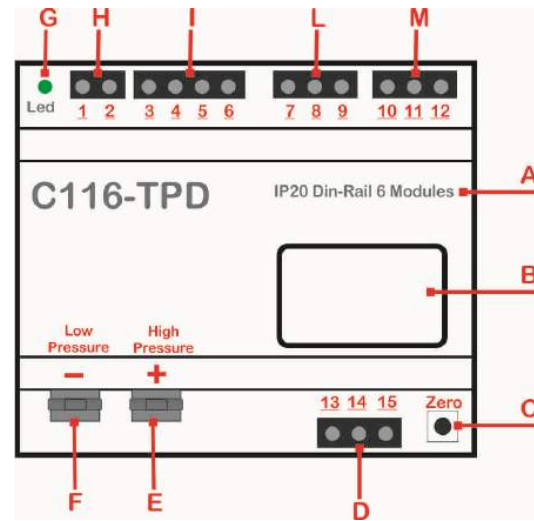 G H I L M
Led 1 2 3 4 5 6 7 8 9 10 11 12
C116-TPD IP20 Din-Rail 6 Modules A
B
Low Pressure High Pressure
− +
13 14 15 Zero
C
F E D